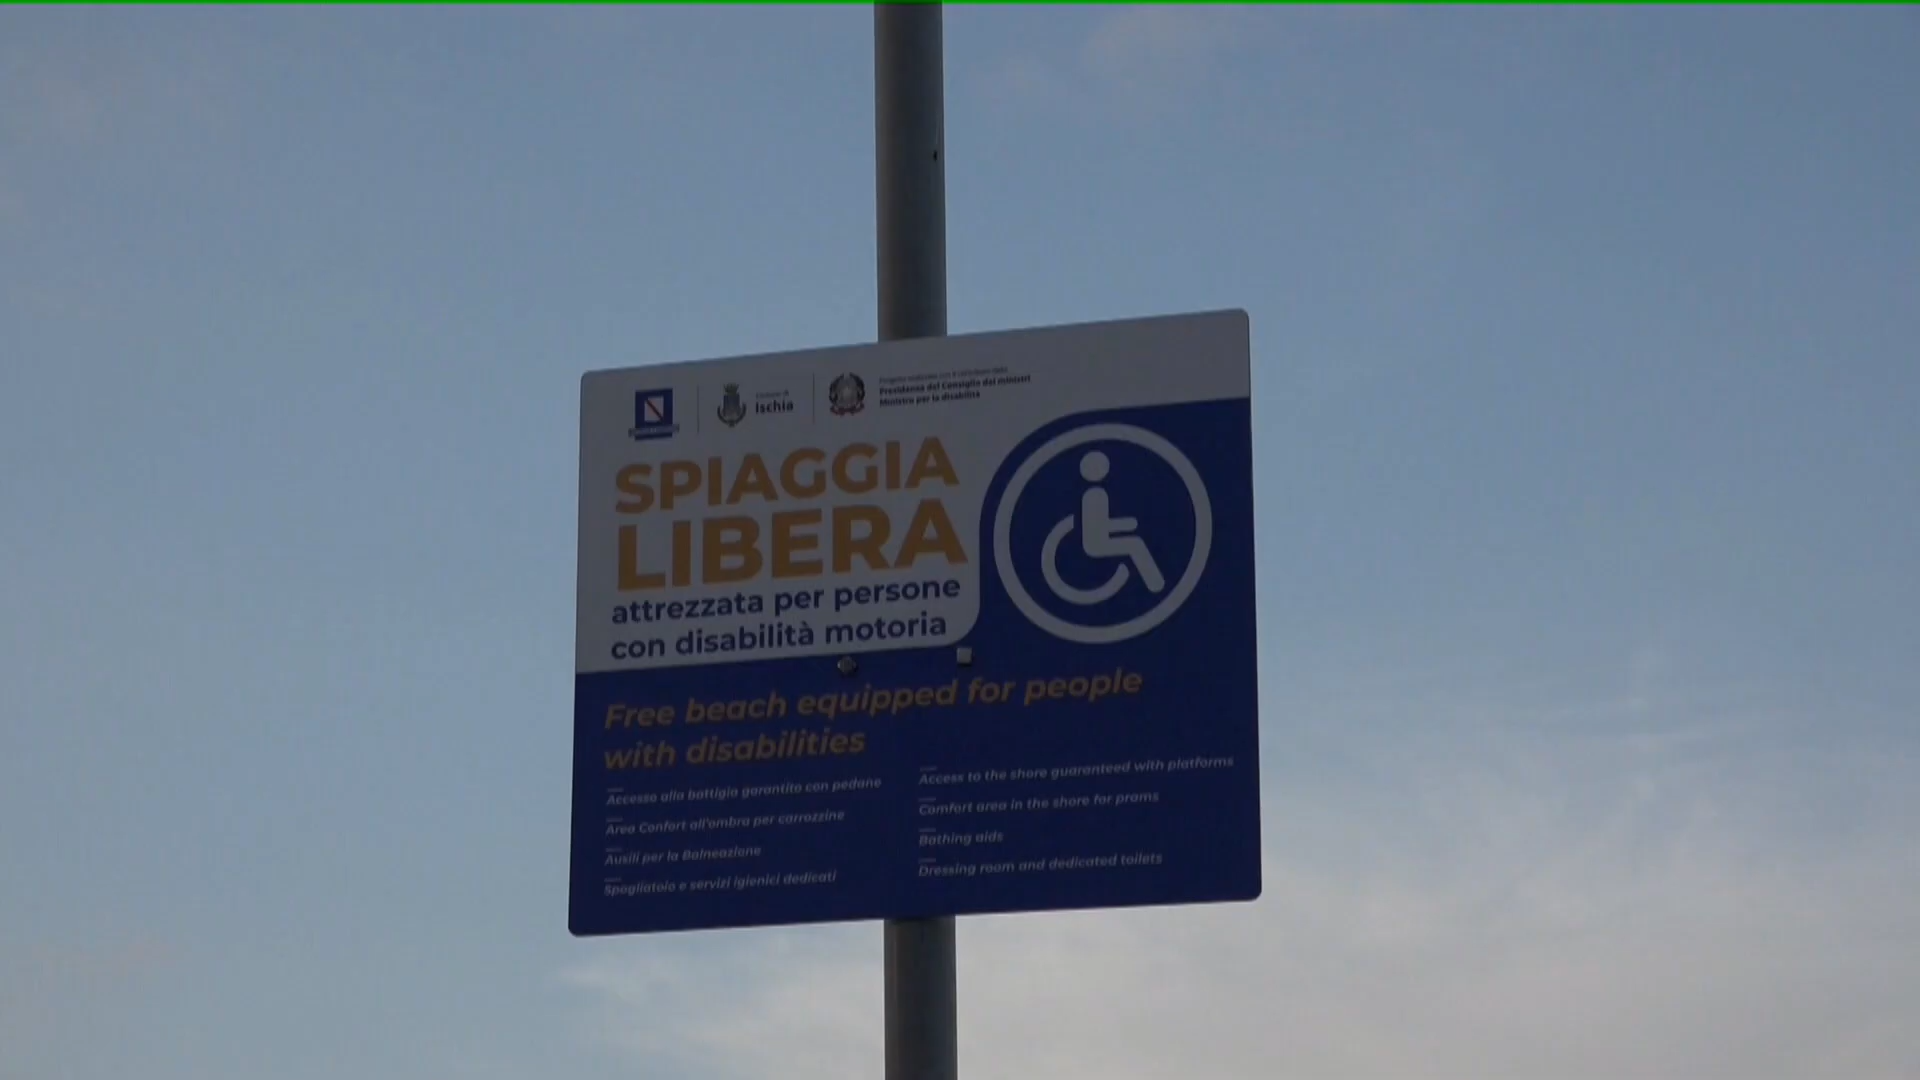 Comune di
Ischia
Presidenza del Consiglio dei ministri
Ministro per la disabilità
SPIAGGIA
LIBERA
attrezzata per persone
con disabilità motoria
Free beach equipped for people
with disabilities
Accesso alla battigia garantito con pedane
Area Confort all'ombra per carrozzine
Ausili per la Balneazione
Spogliatoio e servizi igienici dedicati
Access to the shore guaranteed with platforms
Comfort area in the shore for prams
Bathing aids
Dressing room and dedicated toilets